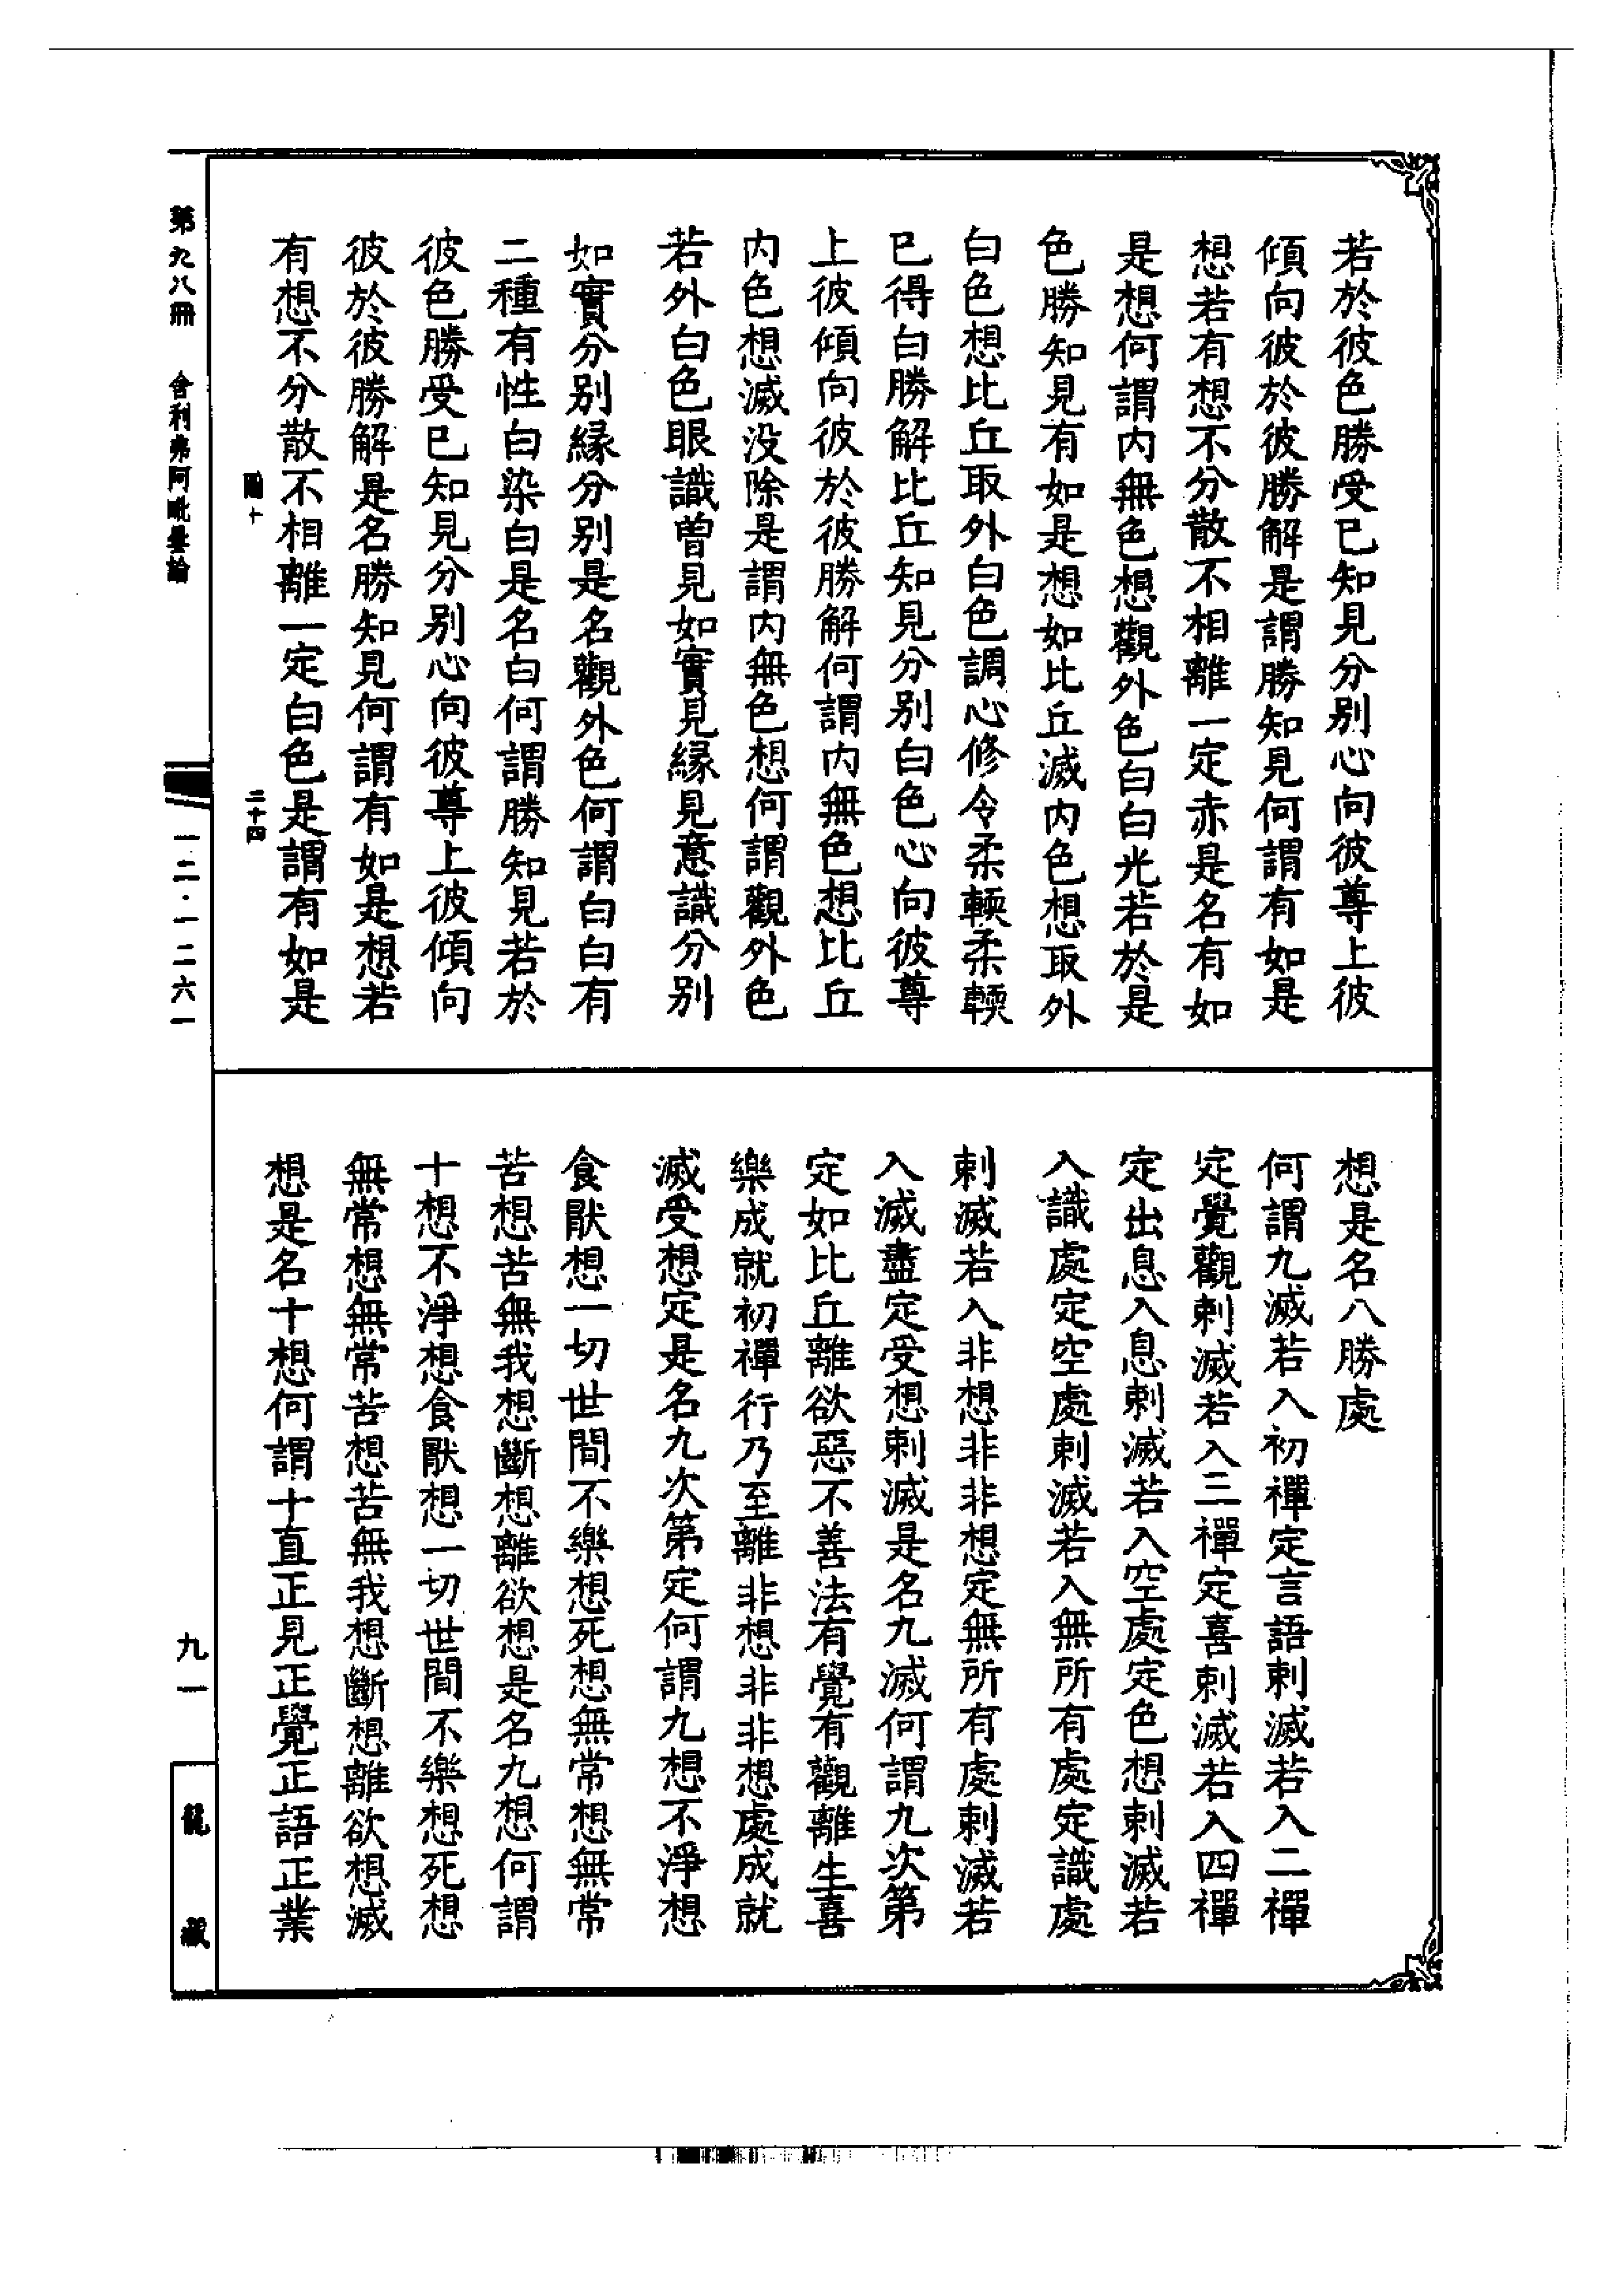 若於彼色勝受已知見分別心向彼尊上彼
傾向彼於彼勝解是謂勝知見何謂有如是
想若有想不分散不相離一定赤是名有如
是想何謂内無色想觀外色白白光若於是
色勝知見有如是想如比丘滅内色想取外
白色想比丘取外白色調心修令柔輭柔輭
已得白勝解比丘知見分別白色心向彼尊
上彼傾向彼於彼勝解何謂内無色想比丘
内色想滅没除是謂内無色想何謂觀外色
若外白色眼識曽見如實見縁見意識分別
如實分別縁分別是名觀外色何謂白白有
二種有性白染白是名白何謂勝知見若於
彼色勝受已知見分別心向彼尊上彼傾向
彼於彼勝解是名勝知見何謂有如是想若
有想不分散不相離一定白色是謂有如是
想是名八勝處
何謂九滅若入初禪定言語刺滅若入二禪
定覺觀刺滅若入三禪定喜刺滅若入四禪
定出息入息刺滅若入空處定色想刺滅若
入識處定空處刺滅若入無所有處定識處
刺滅若入非想非非想定無所有處刺滅若
入滅盡定受想刺滅是名九滅何謂九次第
定如比丘離欲惡不善法有覺有觀離生喜
樂成就初禪行乃至離非想非非想處成就
滅受想定是名九次第定何謂九想不淨想
食猒想一切世間不樂想死想無常想無常
苦想苦無我想斷想離欲想是名九想何謂
十想不淨想食猒想一切世間不樂想死想
無常想無常苦想苦無我想斷想離欲想滅
想是名十想何謂十直正見正覺正語正業
十
二十四
第九八冊 舍利弗阿毗曇論
一二·一二六一
九一
龍藏